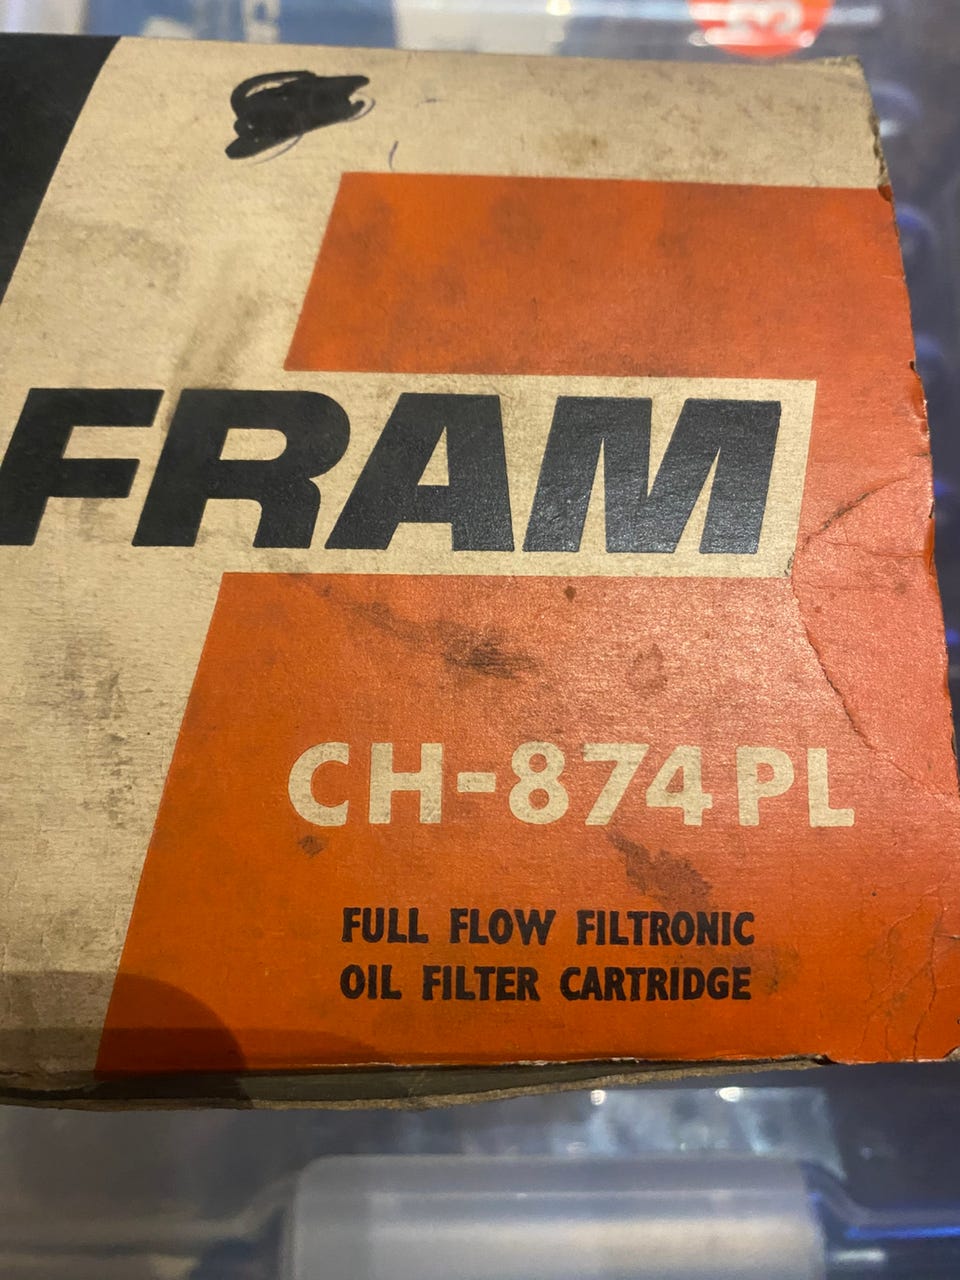 FRAM
CH-874PL
FULL FLOW FILTRONIC
OIL FILTER CARTRIDGE